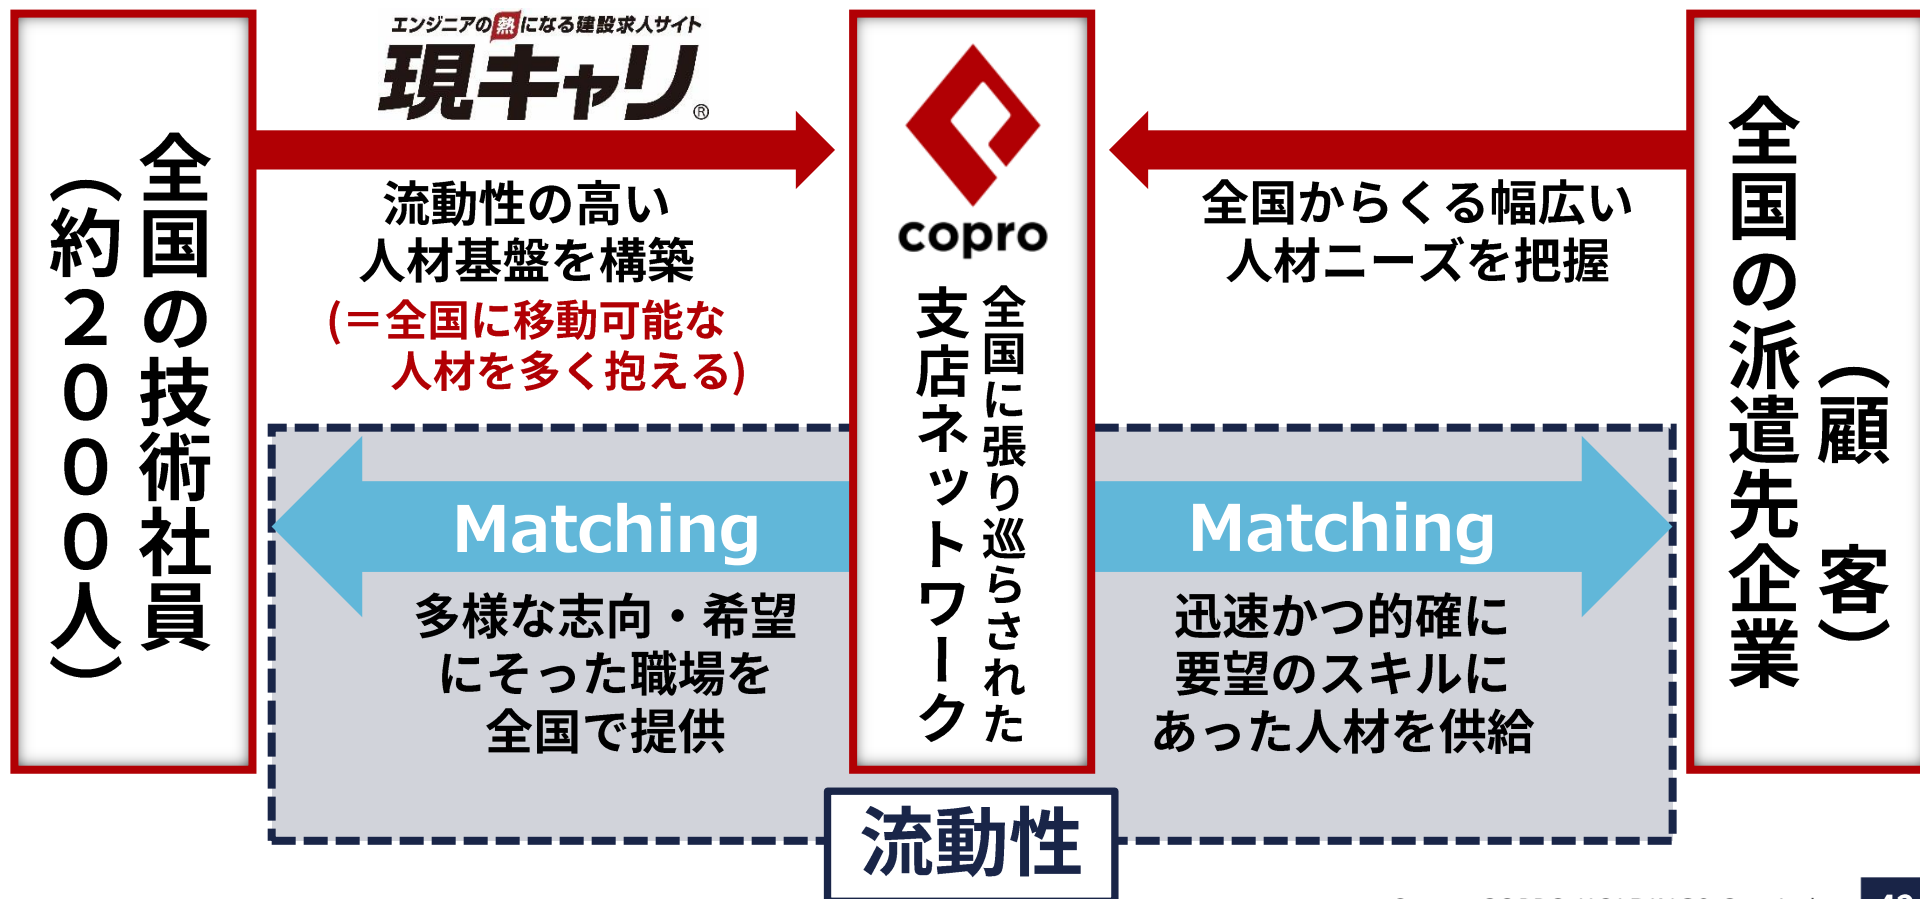 全国の技術社員
（約２０００人）
エンジニアの熱になる建設求人サイト
現キャリ®
流動性の高い
人材基盤を構築
(＝全国に移動可能な
人材を多く抱える)
copro
全国に張り巡らされた
支店ネットワーク
全国からくる幅広い
人材ニーズを把握
（顧　客）
全国の派遣先企業
Matching
多様な志向・希望
にそった職場を
全国で提供
Matching
迅速かつ的確に
要望のスキルに
あった人材を供給
流動性